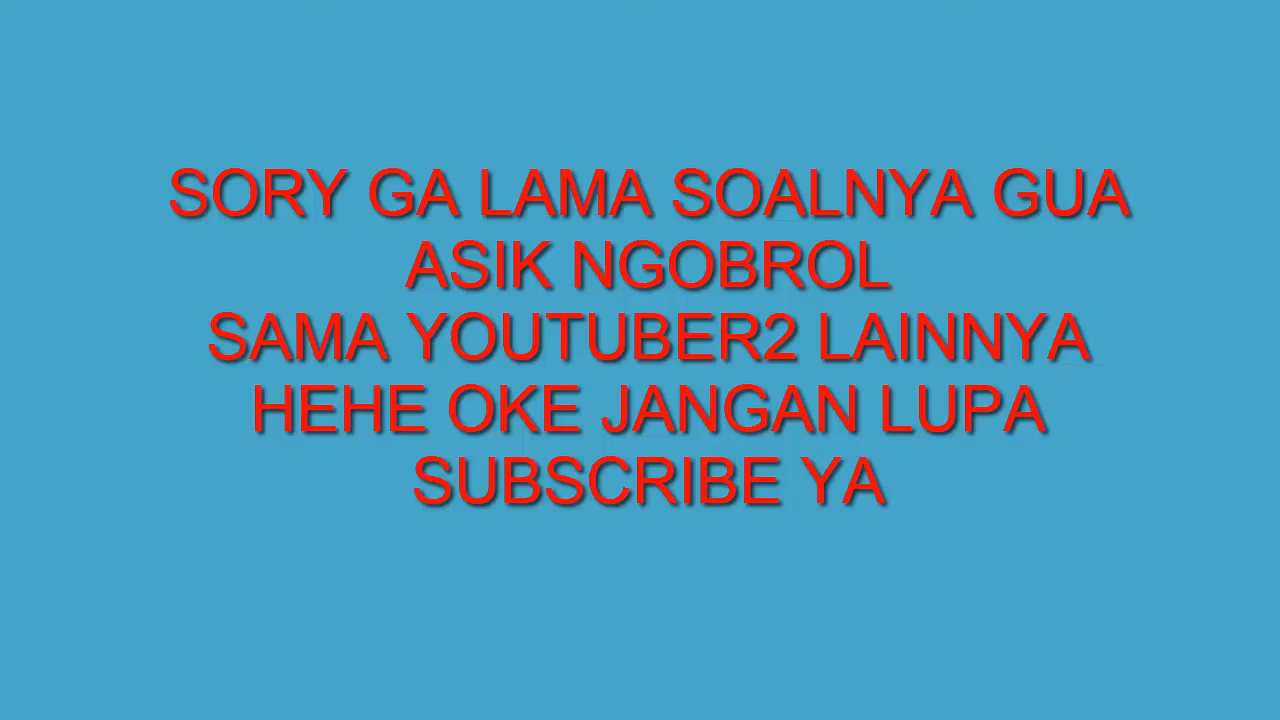 SORY GA LAMA SOALNYA GUA
ASIK NGOBROL
SAMA YOUTUBER2 LAINNYA
HEHE OKE JANGAN LUPA
SUBSCRIBE YA